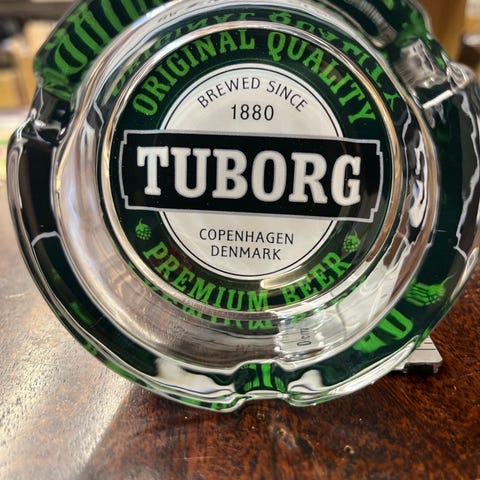 ORIGINAL QUALITY
BREWED SINCE
1880
TUBORG
COPENHAGEN
DENMARK
PREMIUM BEER